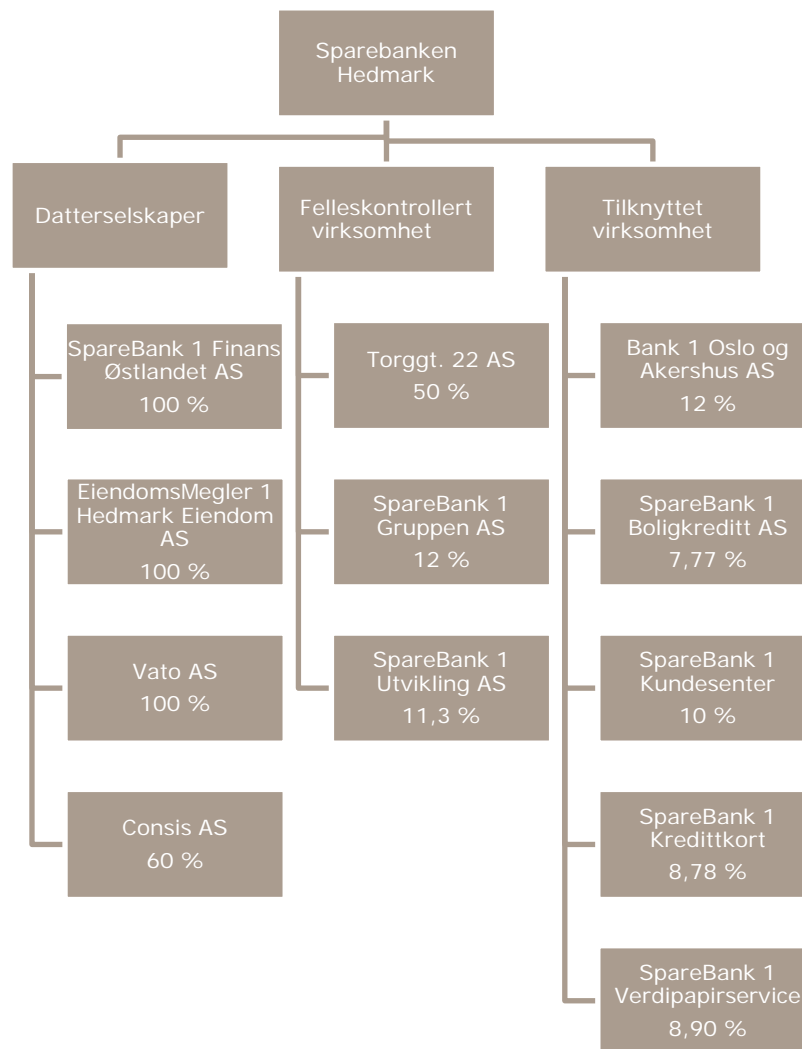 Sparebanken
Hedmark
Datterselskaper
Felleskontrollert
virksomhet
Tilknyttet
virksomhet
SpareBank 1 Finans
Østlandet AS
100 %
EiendomsMegler 1
Hedmark Eiendom
AS
100 %
Vato AS
100 %
Consis AS
60 %
Torggt. 22 AS
50 %
SpareBank 1
Gruppen AS
12 %
SpareBank 1
Utvikling AS
11,3 %
Bank 1 Oslo og
Akershus AS
12 %
SpareBank 1
Boligkreditt AS
7,77 %
SpareBank 1
Kundesenter
10 %
SpareBank 1
Kredittkort
8,78 %
SpareBank 1
Verdipapirservice
8,90 %